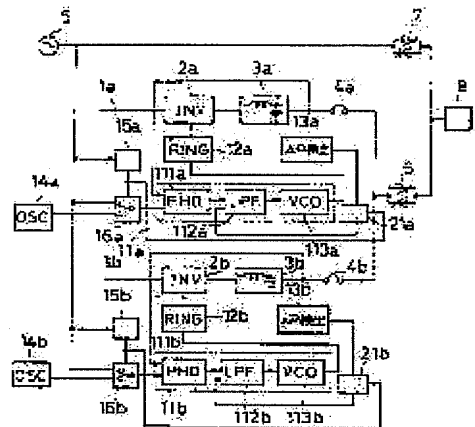 5 7
1a 2a 3a 4a
INV
13a
8
15a
RING 12a
111a
14a
OSC PHD LPF VCO
16a 11a 112a 113a 21a
2b 3b 4b
INV
13b
15b
RING 12b
111b
14b 21b
OSC PHD LPF VCO
16b 11b 112b 113b